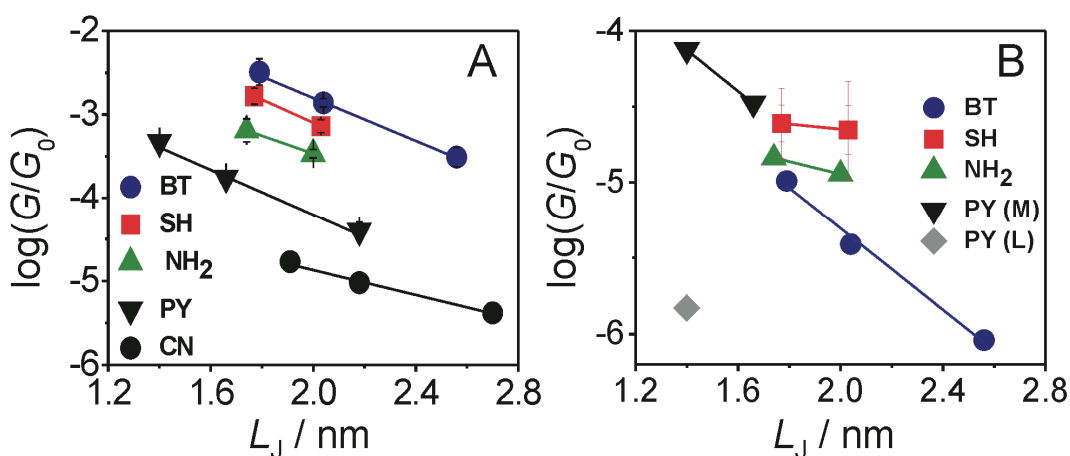 A
log(G/G₀)
-2
-3
-4
-5
-6
BT
SH
NH₂
PY
CN
1.2 1.6 2.0 2.4 2.8
L_J / nm
B
log(G/G₀)
-4
-5
-6
BT
SH
NH₂
PY (M)
PY (L)
1.2 1.6 2.0 2.4 2.8
L_J / nm